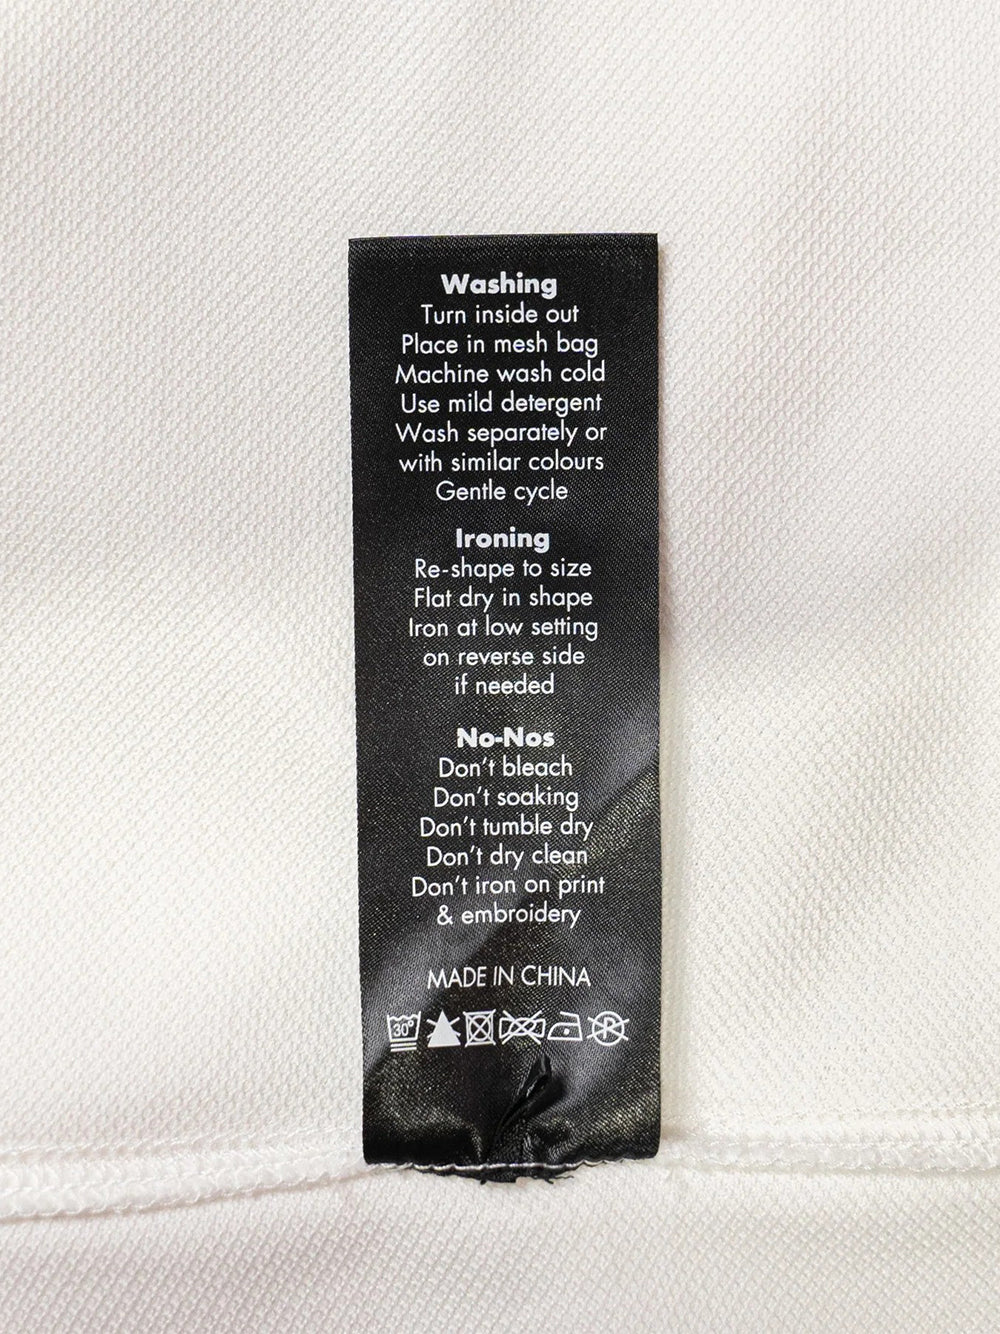 Washing
Turn inside out
Place in mesh bag
Machine wash cold
Use mild detergent
Wash separately or
with similar colours
Gentle cycle
Ironing
Re-shape to size
Flat dry in shape
Iron at low setting
on reverse side
if needed
No-Nos
Don't bleach
Don't soaking
Don't tumble dry
Don't dry clean
Don't iron on print
& embroidery
MADE IN CHINA
30° P